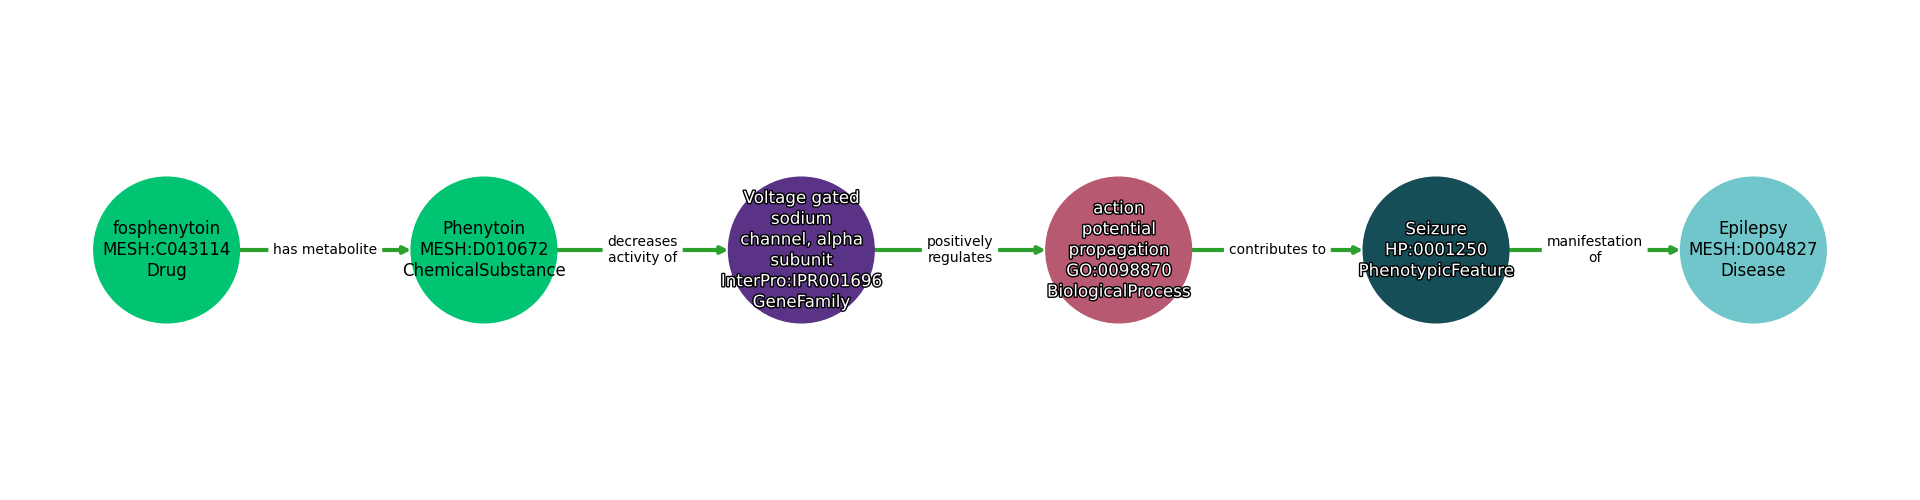 fosphenytoin
MESH:C043114
Drug
has metabolite
Phenytoin
MESH:D010672
ChemicalSubstance
decreases
activity of
Voltage gated
sodium
channel, alpha
subunit
InterPro:IPR001696
GeneFamily
positively
regulates
action
potential
propagation
GO:0098870
BiologicalProcess
contributes to
Seizure
HP:0001250
PhenotypicFeature
manifestation
of
Epilepsy
MESH:D004827
Disease